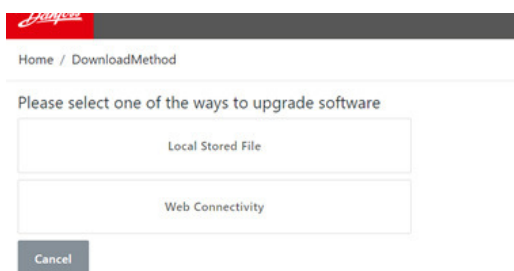 Danfoss
Home / DownloadMethod
Please select one of the ways to upgrade software
Local Stored File
Web Connectivity
Cancel